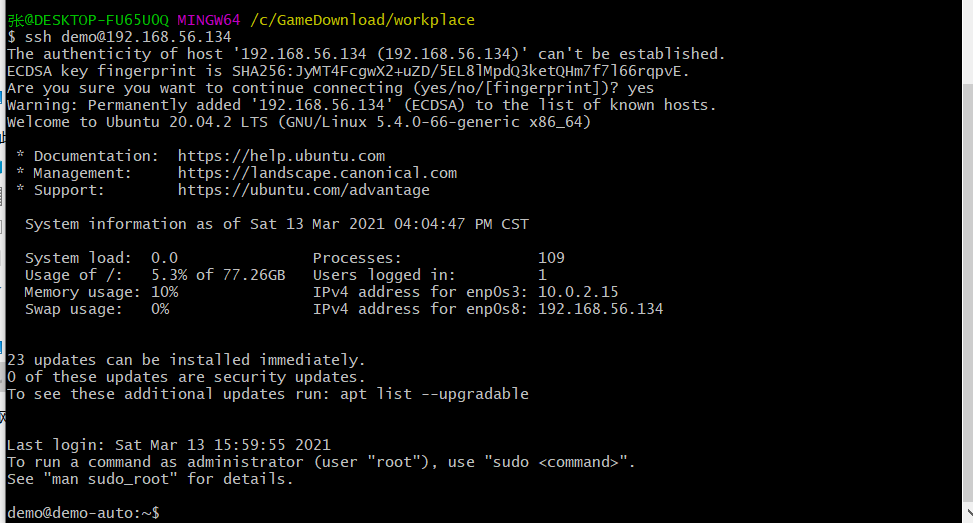 张@DESKTOP-FU65UOQ MINGW64 /c/GameDownload/workplace
$ ssh demo@192.168.56.134
The authenticity of host '192.168.56.134 (192.168.56.134)' can't be established.
ECDSA key fingerprint is SHA256:JyMT4FcgwX2+uZD/5EL8lMpdQ3ketQHm7f7l66rqpvE.
Are you sure you want to continue connecting (yes/no/[fingerprint])? yes
Warning: Permanently added '192.168.56.134' (ECDSA) to the list of known hosts.
Welcome to Ubuntu 20.04.2 LTS (GNU/Linux 5.4.0-66-generic x86_64)
* Documentation:  https://help.ubuntu.com
* Management:     https://landscape.canonical.com
* Support:        https://ubuntu.com/advantage
System information as of Sat 13 Mar 2021 04:04:47 PM CST
System load:  0.0               Processes:               109
Usage of /:   5.3% of 77.26GB   Users logged in:         1
Memory usage: 10%               IPv4 address for enp0s3: 10.0.2.15
Swap usage:   0%                IPv4 address for enp0s8: 192.168.56.134
23 updates can be installed immediately.
0 of these updates are security updates.
To see these additional updates run: apt list --upgradable
Last login: Sat Mar 13 15:59:55 2021
To run a command as administrator (user "root"), use "sudo <command>".
See "man sudo_root" for details.
demo@demo-auto:~$